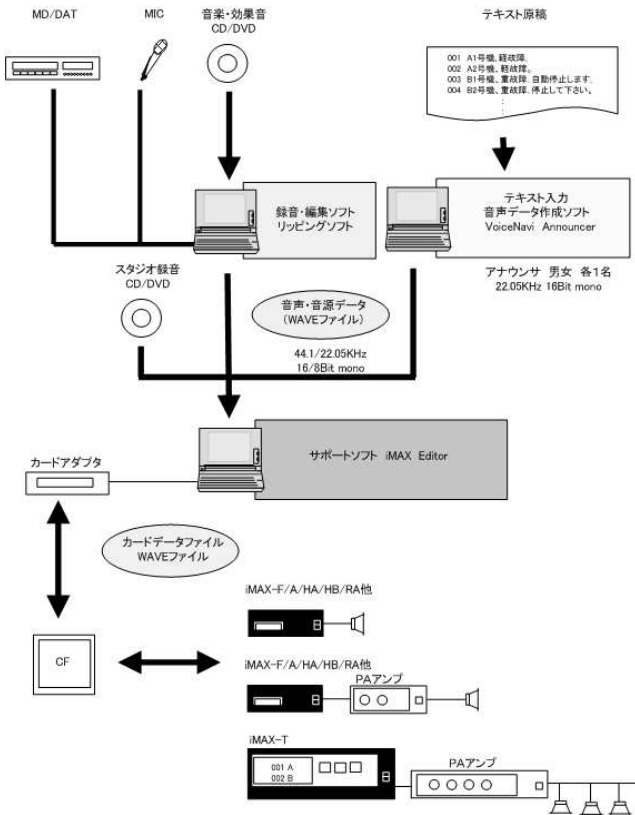 MD/DAT
MIC
音楽・効果音
CD/DVD
テキスト原稿
001 A1号機、軽故障.
002 A2号機、軽故障。
003 B1号機、重故障. 自動停止します.
004 B2号機、重故障. 停止して下さい。
録音・編集ソフト
リッピングソフト
テキスト入力
音声データ作成ソフト
VoiceNavi Announcer
アナウンサ 男女 各1名
22.05KHz 16Bit mono
スタジオ録音
CD/DVD
音声・音源データ
(WAVEファイル)
44.1/22.05KHz
16/8Bit mono
サポートソフト iMAX Editor
カードアダプタ
カードデータファイル
WAVEファイル
CF
iMAX-F/A/HA/HB/RA他
iMAX-F/A/HA/HB/RA他
PAアンプ
iMAX-T
001 A
002 B
PAアンプ